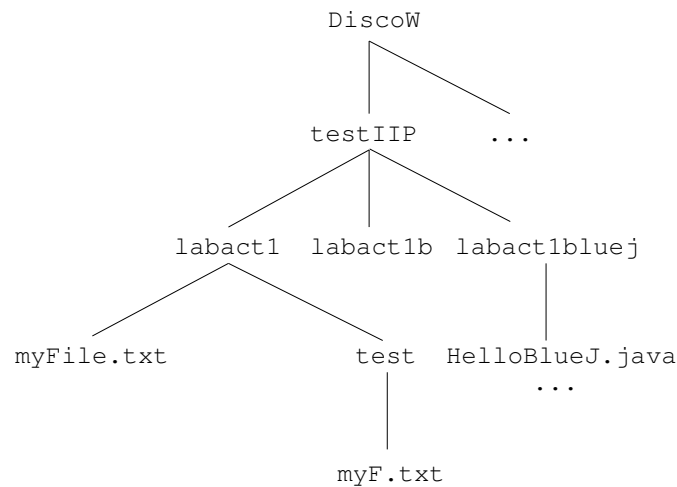 DiscoW
testIIP ...
labact1 labact1b labact1bluej
myFile.txt test HelloBlueJ.java
...
myF.txt